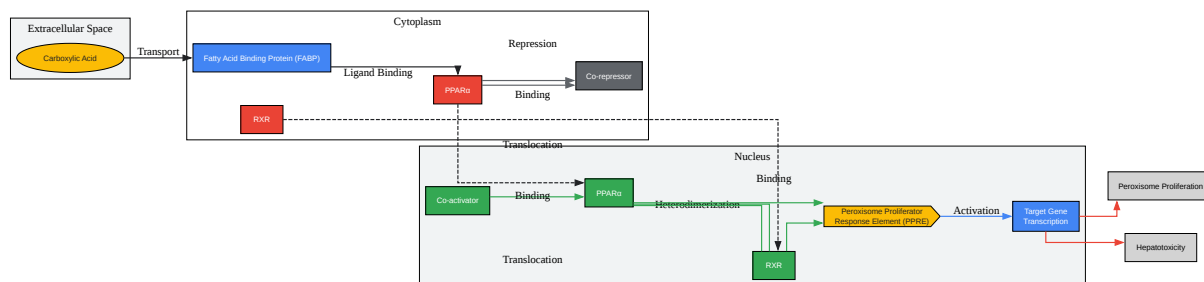 Extracellular Space
Carboxylic Acid
Transport
Cytoplasm
Fatty Acid Binding Protein (FABP)
Ligand Binding
Repression
PPARα
Co-repressor
Binding
RXR
Translocation
Nucleus
Co-activator
Binding
PPARα
Heterodimerization
Binding
Peroxisome Proliferator
Response Element (PPRE)
Activation
Target Gene
Transcription
Peroxisome Proliferation
Hepatotoxicity
Translocation
RXR